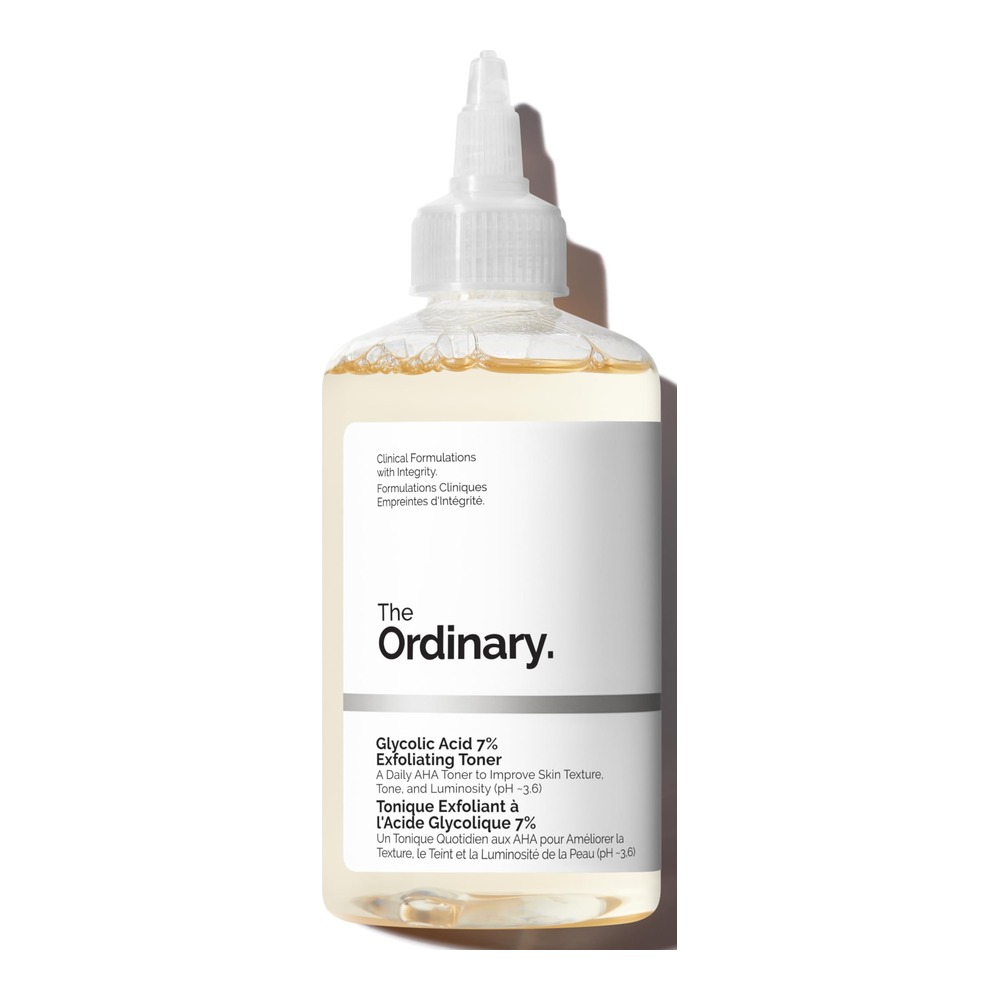 Clinical Formulations
with Integrity.
Formulations Cliniques
Empreintes d'Intégrité.
The
Ordinary.
Glycolic Acid 7%
Exfoliating Toner
A Daily AHA Toner to Improve Skin Texture,
Tone, and Luminosity (pH ~3.6)
Tonique Exfoliant à
l'Acide Glycolique 7%
Un Tonique Quotidien aux AHA pour Améliorer la
Texture, le Teint et la Luminosité de la Peau (pH ~3,6)